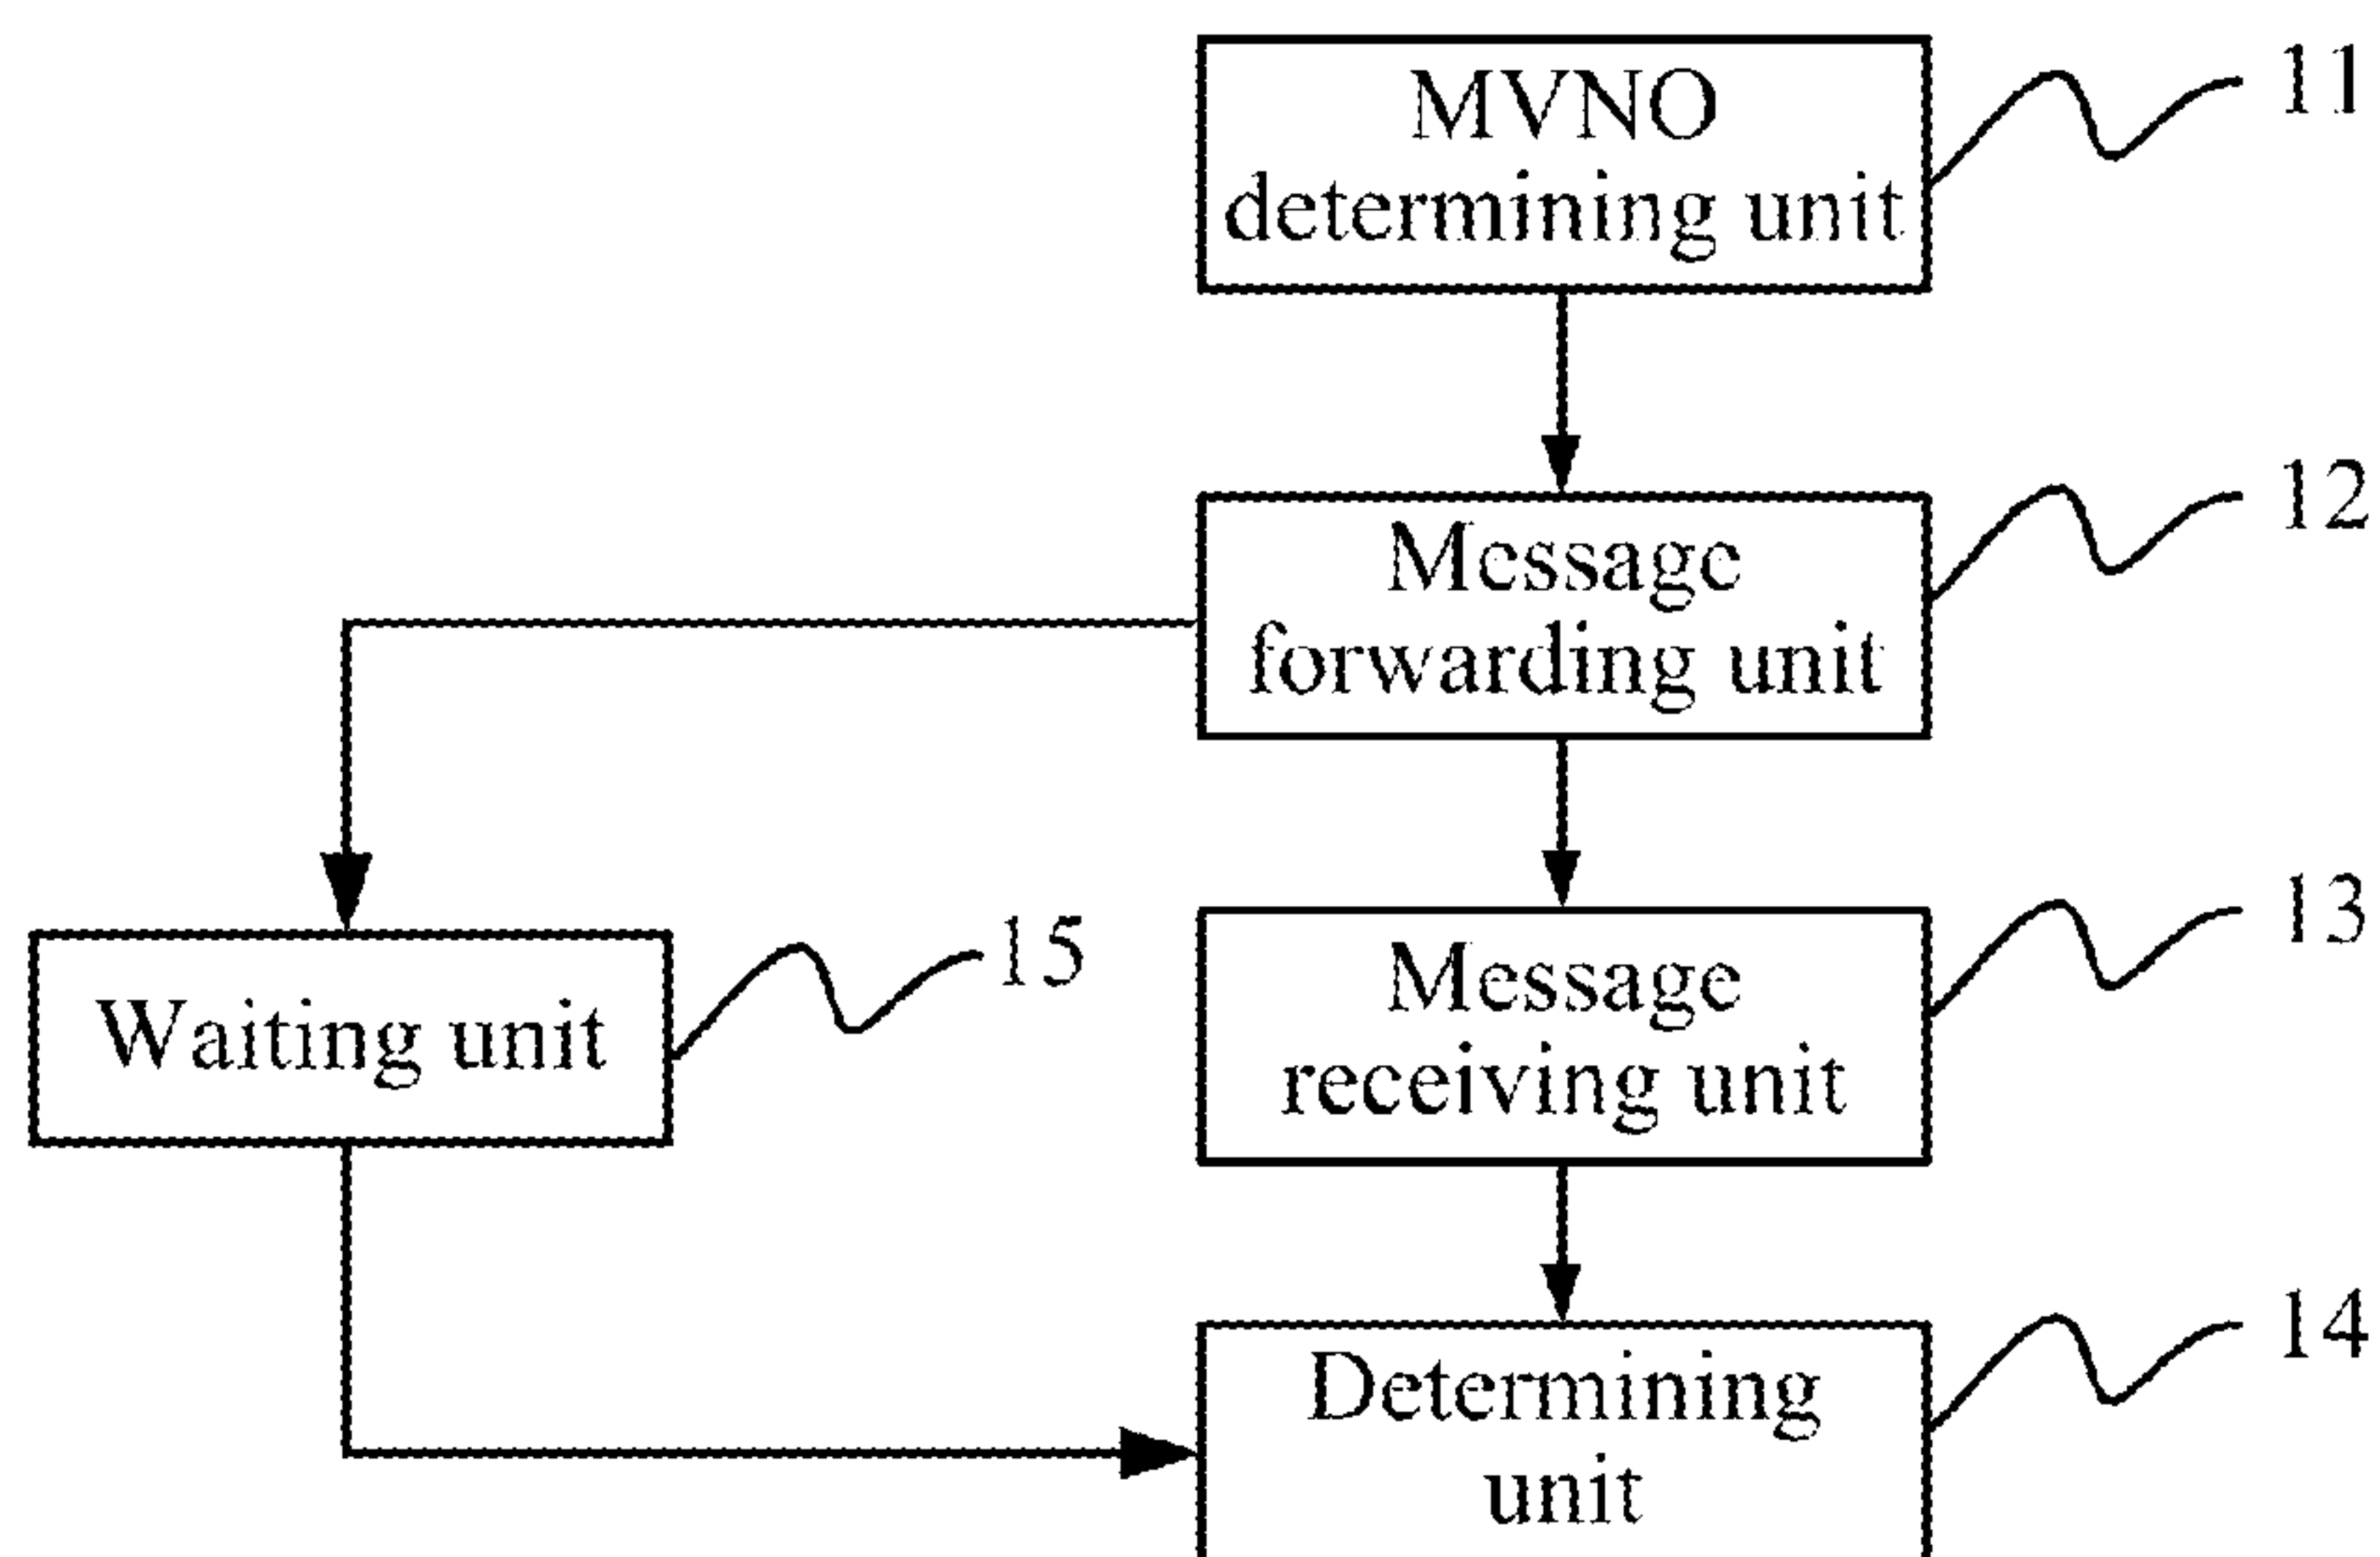 MVNO
determining unit
11
Message
forwarding unit
12
Message
receiving unit
13
Waiting unit
15
Determining
unit
14